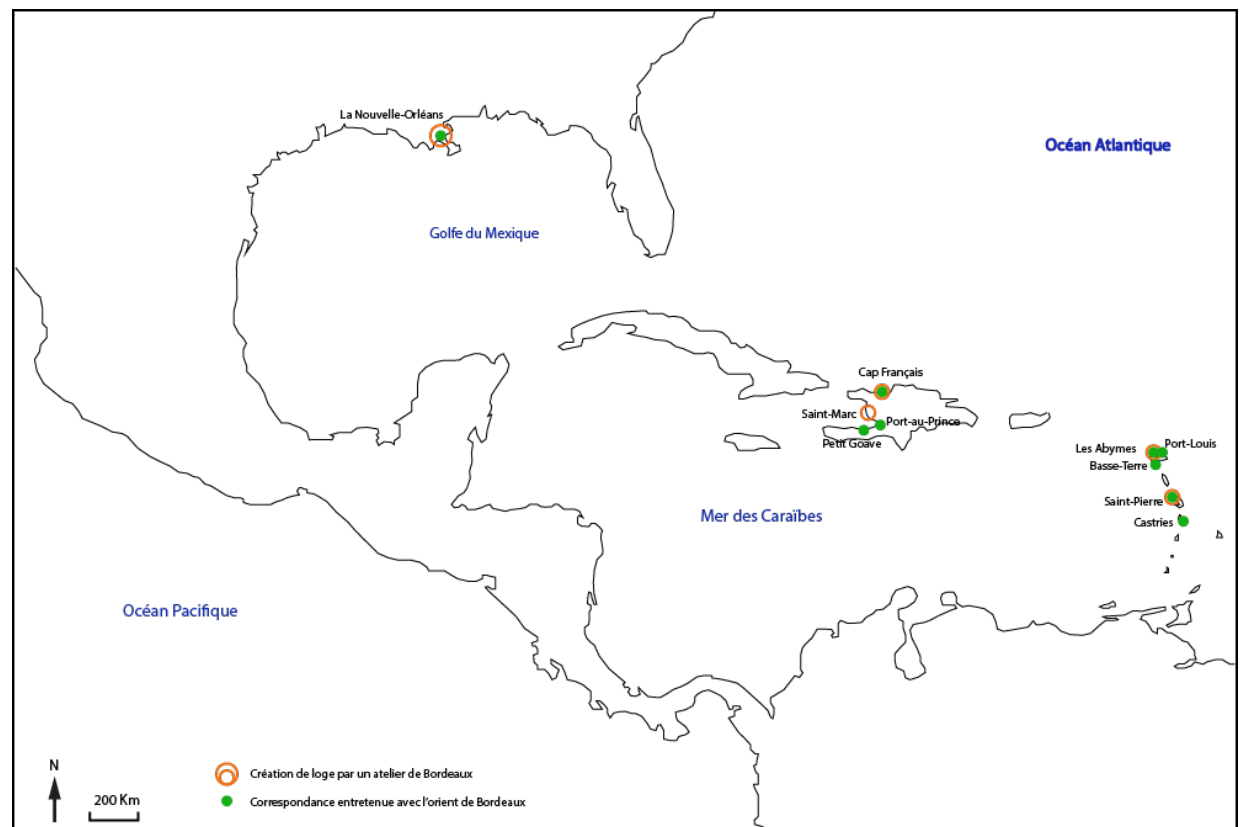 La Nouvelle-Orléans
Océan Atlantique
Golfe du Mexique
Cap Français
Saint-Marc
Port-au-Prince
Petit Goave
Les Abymes
Port-Louis
Basse-Terre
Saint-Pierre
Castries
Mer des Caraïbes
Océan Pacifique
N
200 Km
Création de loge par un atelier de Bordeaux
Correspondance entretenue avec l'orient de Bordeaux